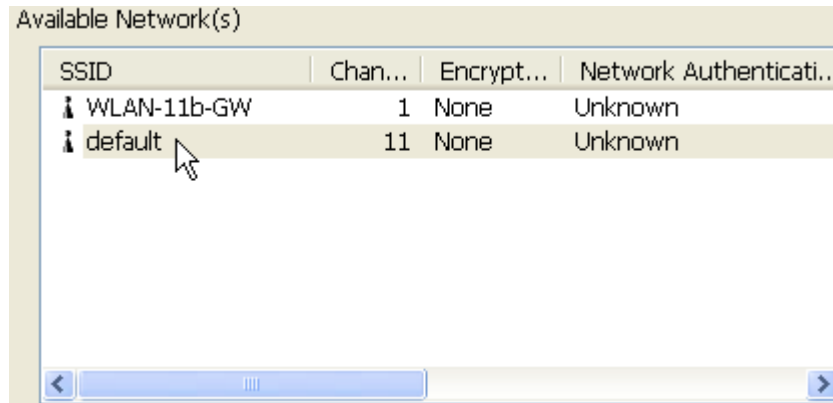 Available Network(s)
SSID Chan... Encrypt... Network Authenticati...
WLAN-11b-GW 1 None Unknown
default 11 None Unknown